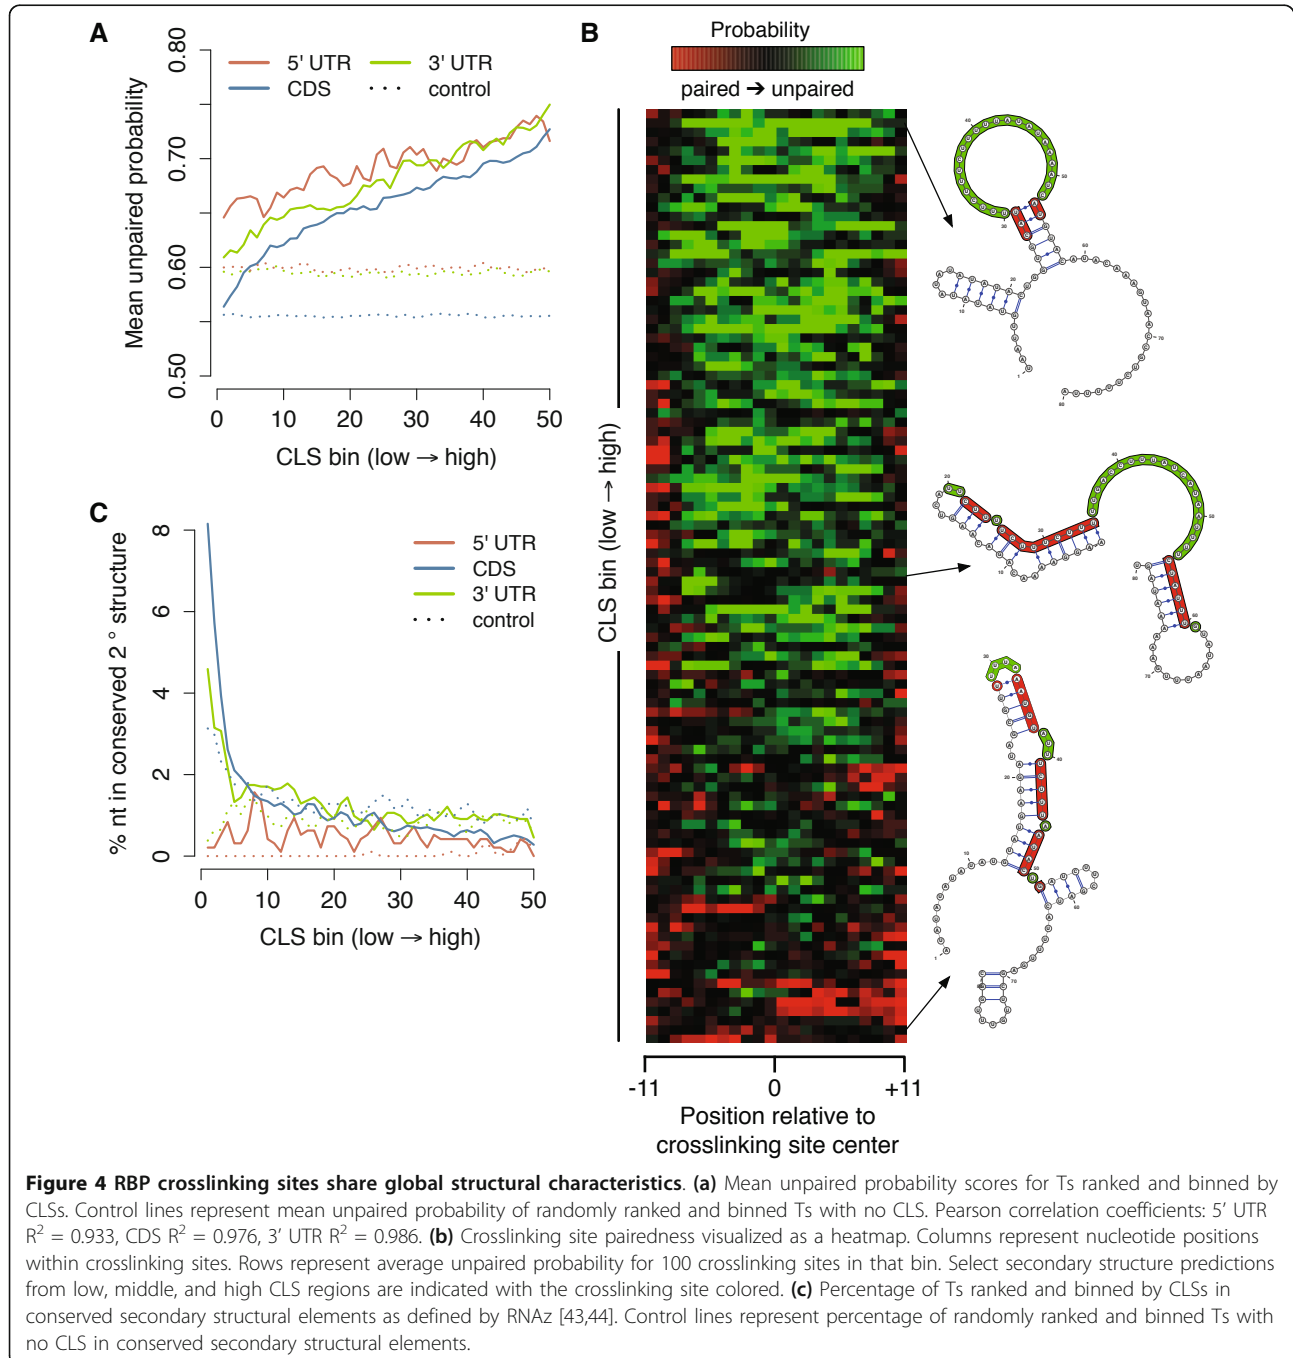 A
0.80
0.70
0.60
0.50
Mean unpaired probability
5' UTR
3' UTR
CDS
control
0 10 20 30 40 50
CLS bin (low → high)
B
Probability
paired ➔ unpaired
CLS bin (low → high)
-11 0 +11
Position relative to
crosslinking site center
C
8
6
4
2
0
% nt in conserved 2 ° structure
5' UTR
CDS
3' UTR
control
0 10 20 30 40 50
CLS bin (low → high)
Figure 4 RBP crosslinking sites share global structural characteristics. (a) Mean unpaired probability scores for Ts ranked and binned by
CLSs. Control lines represent mean unpaired probability of randomly ranked and binned Ts with no CLS. Pearson correlation coefficients: 5' UTR
R² = 0.933, CDS R² = 0.976, 3' UTR R² = 0.986. (b) Crosslinking site pairedness visualized as a heatmap. Columns represent nucleotide positions
within crosslinking sites. Rows represent average unpaired probability for 100 crosslinking sites in that bin. Select secondary structure predictions
from low, middle, and high CLS regions are indicated with the crosslinking site colored. (c) Percentage of Ts ranked and binned by CLSs in
conserved secondary structural elements as defined by RNAz [43,44]. Control lines represent percentage of randomly ranked and binned Ts with
no CLS in conserved secondary structural elements.